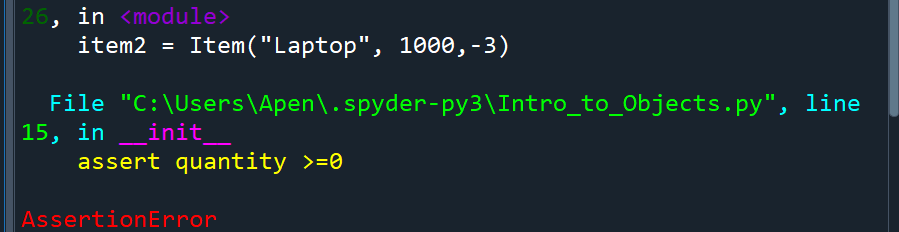 26, in <module>
item2 = Item("Laptop", 1000,-3)
File "C:\Users\Apen\.spyder-py3\Intro_to_Objects.py", line
15, in __init__
assert quantity >=0
AssertionError